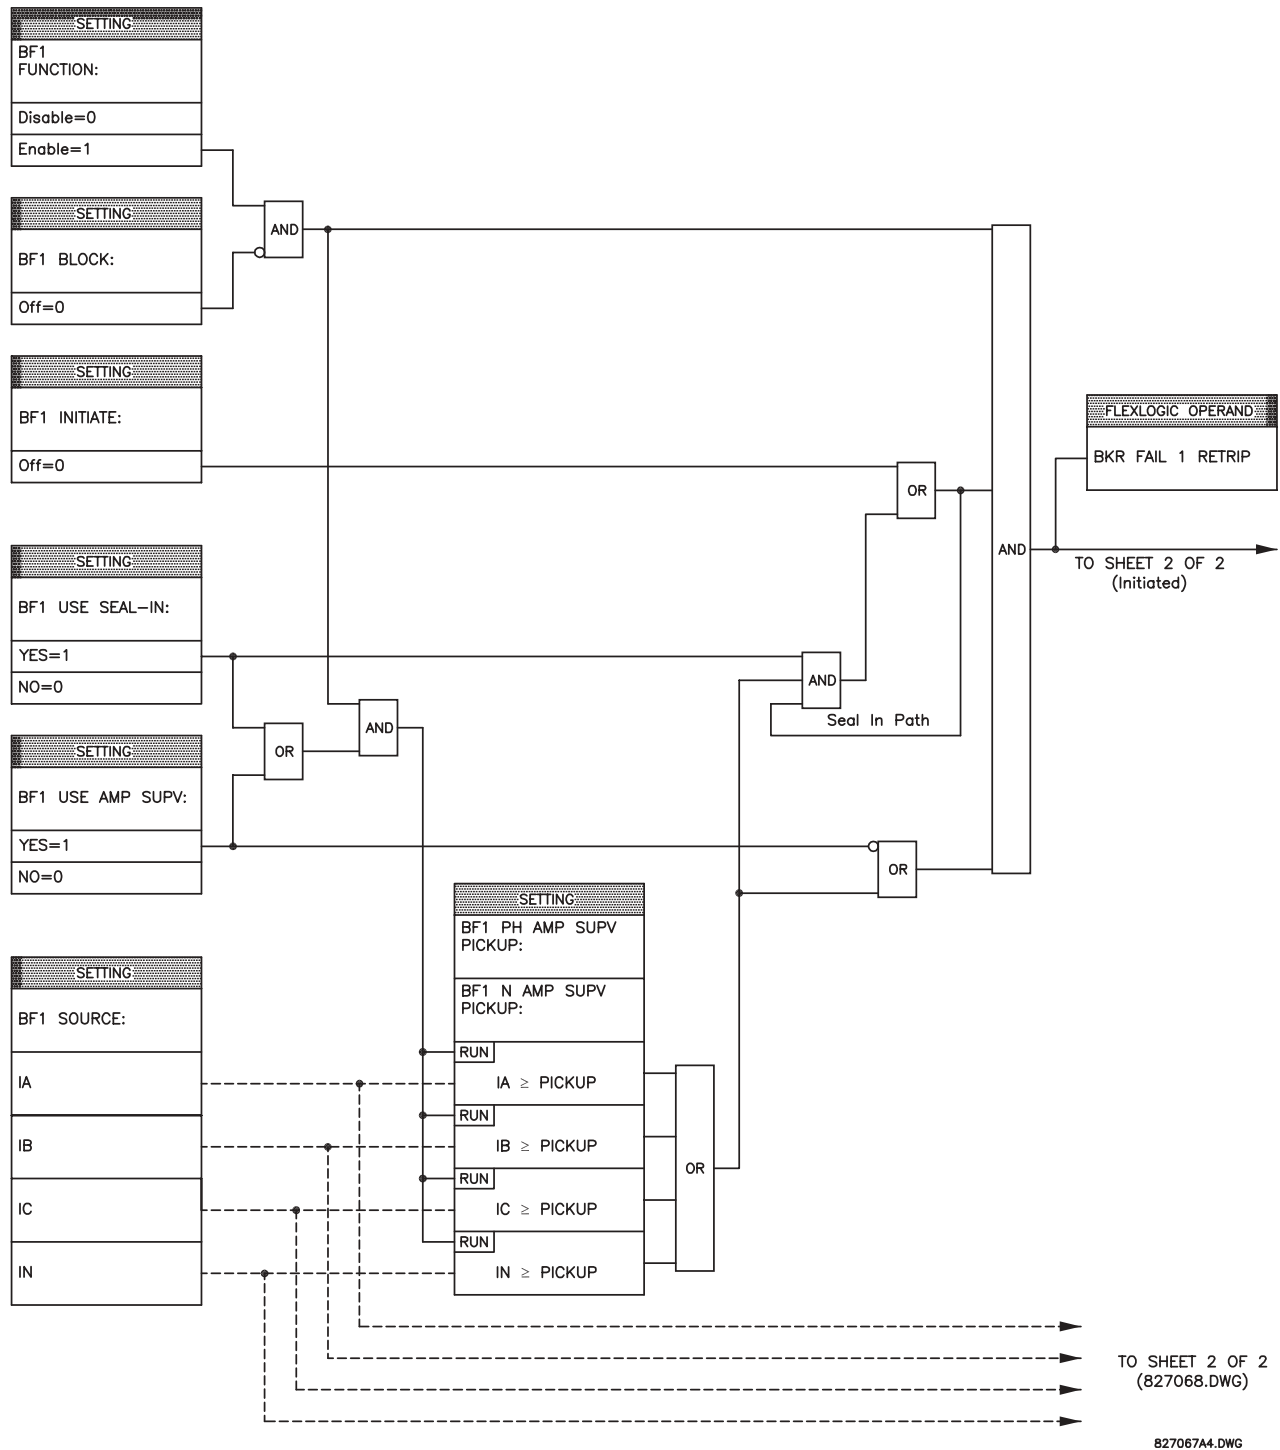 SETTING
BF1
FUNCTION:
Disable=0
Enable=1
SETTING
BF1 BLOCK:
Off=0
AND
SETTING
BF1 INITIATE:
Off=0
OR
FLEXLOGIC OPERAND
BKR FAIL 1 RETRIP
AND
TO SHEET 2 OF 2
(Initiated)
SETTING
BF1 USE SEAL-IN:
YES=1
NO=0
AND
Seal In Path
OR
AND
SETTING
BF1 USE AMP SUPV:
YES=1
NO=0
OR
SETTING
BF1 PH AMP SUPV
PICKUP:
BF1 N AMP SUPV
PICKUP:
RUN
IA ≥ PICKUP
RUN
IB ≥ PICKUP
RUN
IC ≥ PICKUP
RUN
IN ≥ PICKUP
OR
SETTING
BF1 SOURCE:
IA
IB
IC
IN
TO SHEET 2 OF 2
(827068.DWG)
827067A4.DWG